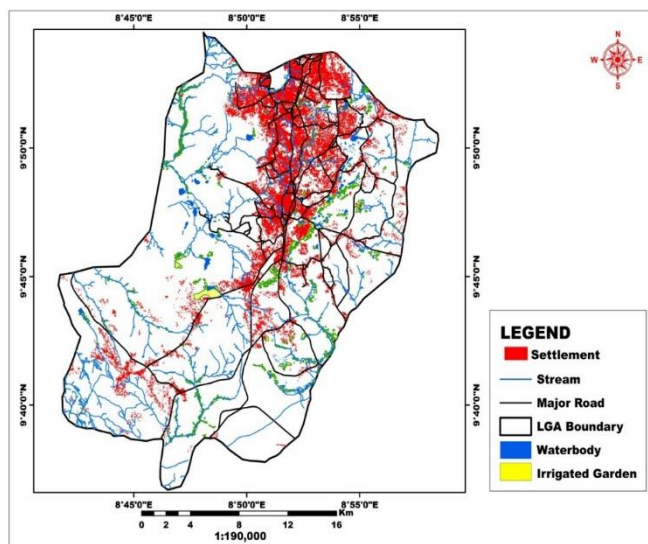 8°45'0"E 8°50'0"E 8°55'0"E
N
W E
S
9°50'0"N 9°50'0"N
9°45'0"N 9°45'0"N
9°40'0"N 9°40'0"N
LEGEND
Settlement
Stream
Major Road
LGA Boundary
Waterbody
Irrigated Garden
8°45'0"E 8°50'0"E 8°55'0"E
Km
0 2 4 8 12 16
1:190,000